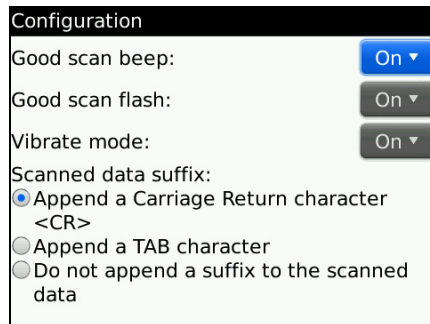 Configuration
Good scan beep: On
Good scan flash: On
Vibrate mode: On
Scanned data suffix:
Append a Carriage Return character
<CR>
Append a TAB character
Do not append a suffix to the scanned
data